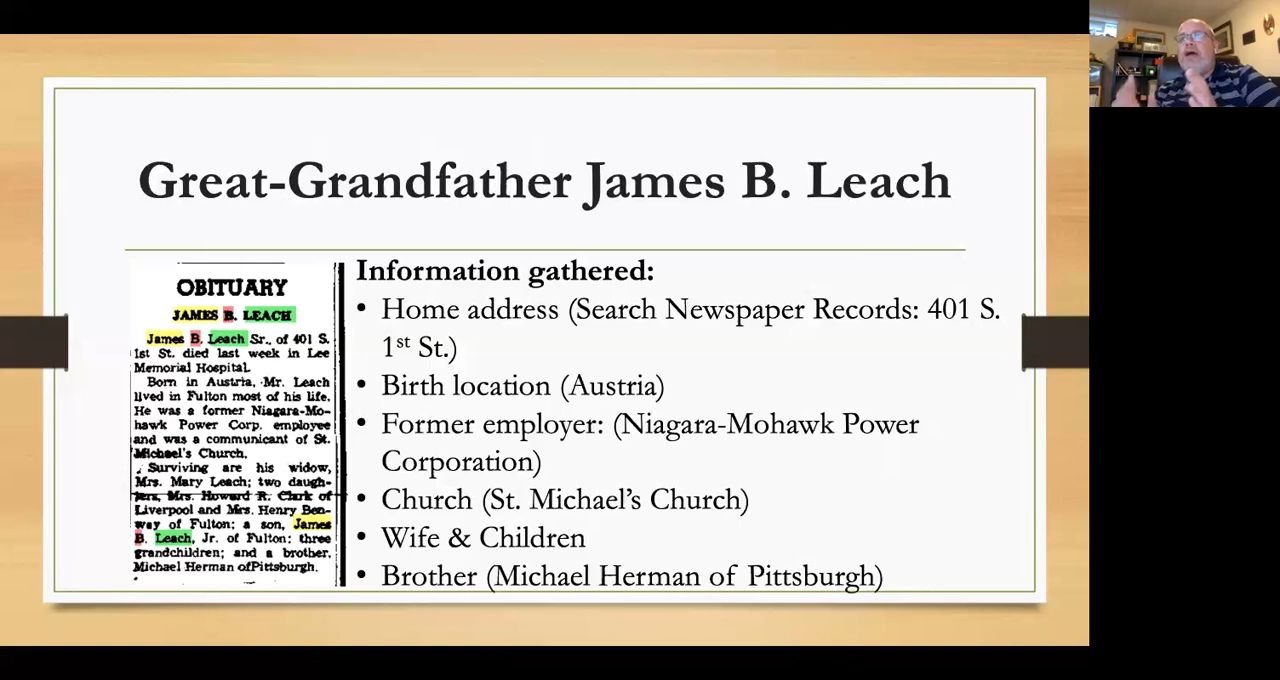 Great-Grandfather James B. Leach
OBITUARY
JAMES B. LEACH
James B. Leach Sr., of 401 S.
1st St. died last week in Lee
Memorial Hospital.
Born in Austria, Mr. Leach
lived in Fulton most of his life.
He was a former Niagara-Mo-
hawk Power Corp. employee
and was a communicant of St.
Michael's Church.
Surviving are his widow,
Mrs. Mary Leach; two daugh-
ters, Mrs. Howard R. Clark of
Liverpool and Mrs. Henry Ben-
way of Fulton; a son, James
B. Leach, Jr. of Fulton; three
grandchildren; and a brother,
Michael Herman of Pittsburgh.
Information gathered:
• Home address (Search Newspaper Records: 401 S.
1st St.)
• Birth location (Austria)
• Former employer: (Niagara-Mohawk Power
Corporation)
• Church (St. Michael’s Church)
• Wife & Children
• Brother (Michael Herman of Pittsburgh)